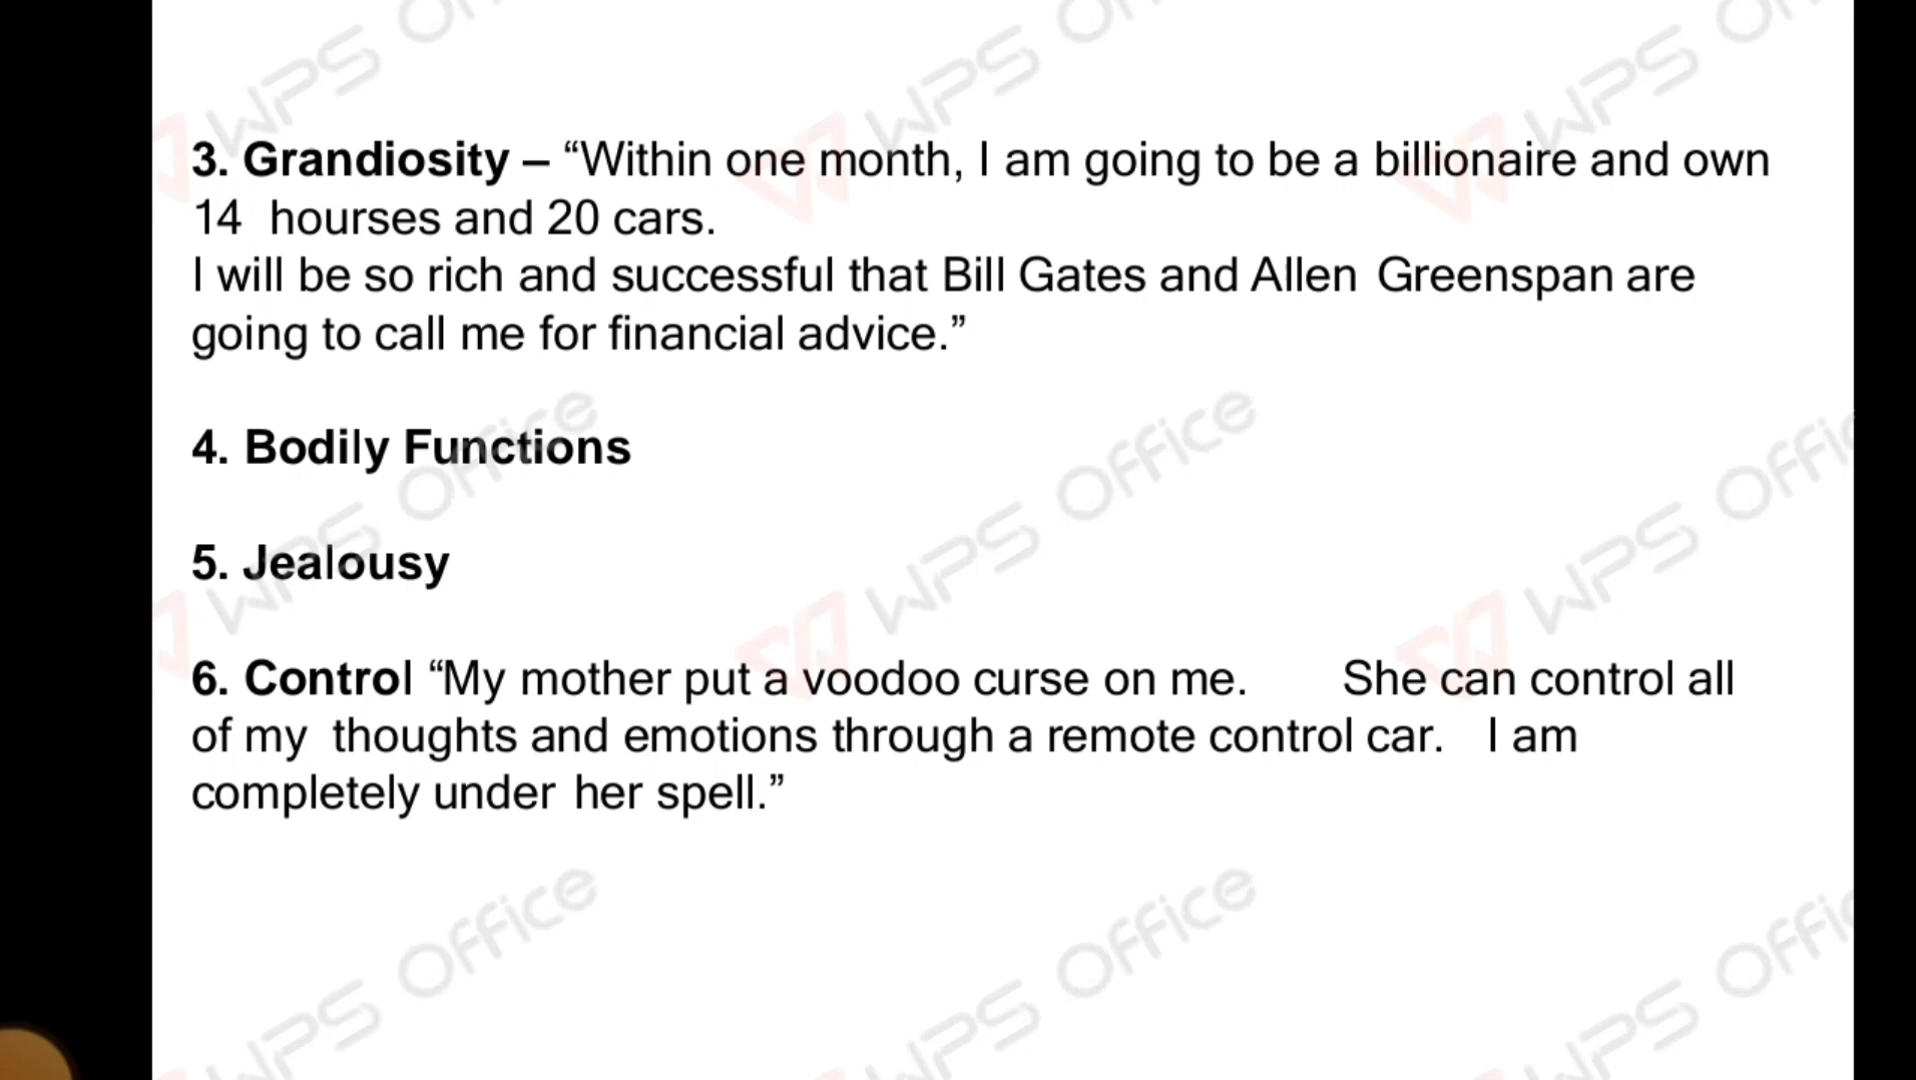 3. Grandiosity – “Within one month, I am going to be a billionaire and own
14 hourses and 20 cars.
I will be so rich and successful that Bill Gates and Allen Greenspan are
going to call me for financial advice.”
4. Bodily Functions
5. Jealousy
6. Control “My mother put a voodoo curse on me. She can control all
of my thoughts and emotions through a remote control car. I am
completely under her spell.”
WPS Office